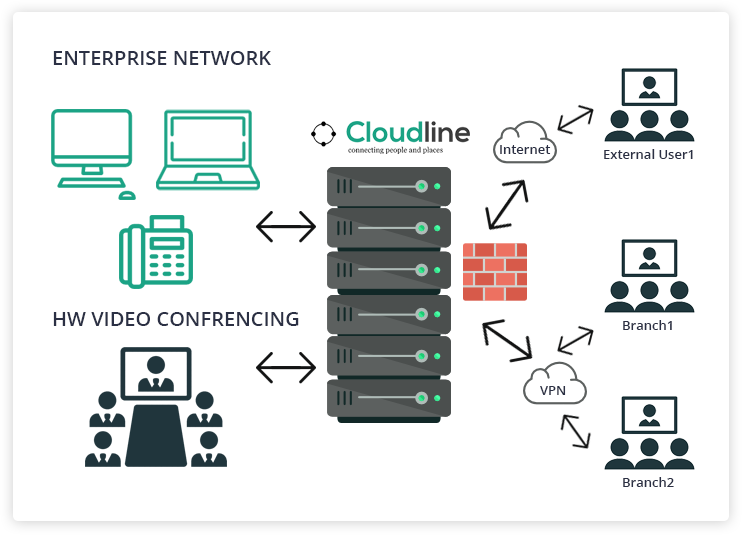 ENTERPRISE NETWORK
Cloudline
connecting people and places
Internet
External User1
HW VIDEO CONFRENCING
Branch1
VPN
Branch2